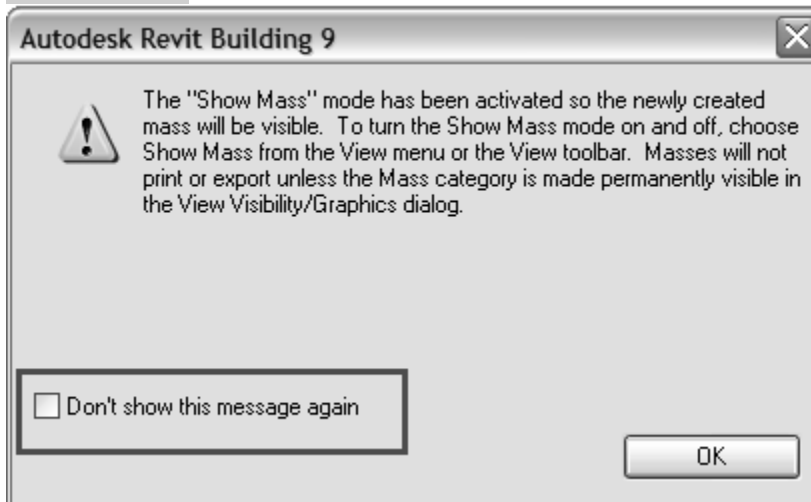 Autodesk Revit Building 9
The "Show Mass" mode has been activated so the newly created
mass will be visible.  To turn the Show Mass mode on and off, choose
Show Mass from the View menu or the View toolbar.  Masses will not
print or export unless the Mass category is made permanently visible in
the View Visibility/Graphics dialog.
Don't show this message again
OK